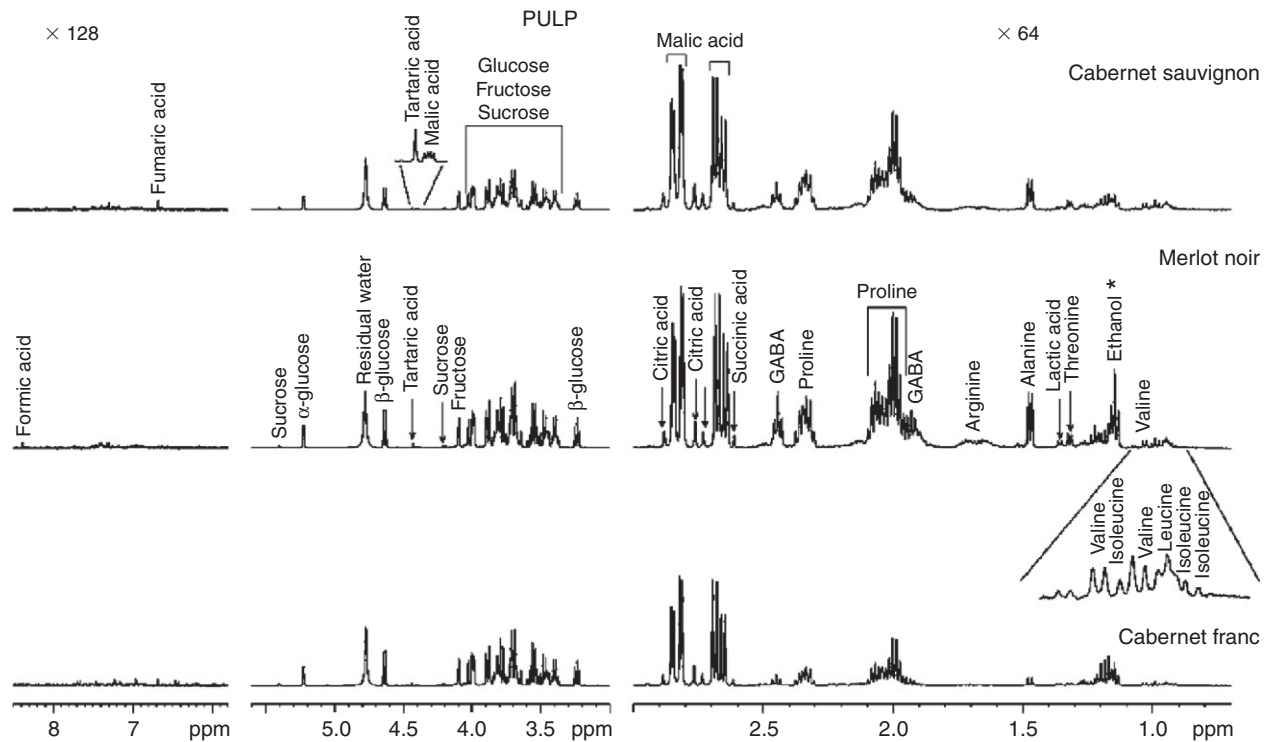 × 128
PULP
× 64
Cabernet sauvignon
Fumaric acid
Tartaric acid
Malic acid
Glucose
Fructose
Sucrose
Malic acid
Merlot noir
Formic acid
Sucrose
α-glucose
Residual water
β-glucose
Tartaric acid
Sucrose
Fructose
β-glucose
Citric acid
Citric acid
Succinic acid
GABA
Proline
Proline
GABA
Arginine
Alanine
Lactic acid
Threonine
Ethanol *
Valine
Valine
Isoleucine
Valine
Leucine
Isoleucine
Isoleucine
Cabernet franc
8 7 ppm 5.0 4.5 4.0 3.5 ppm 2.5 2.0 1.5 1.0 ppm